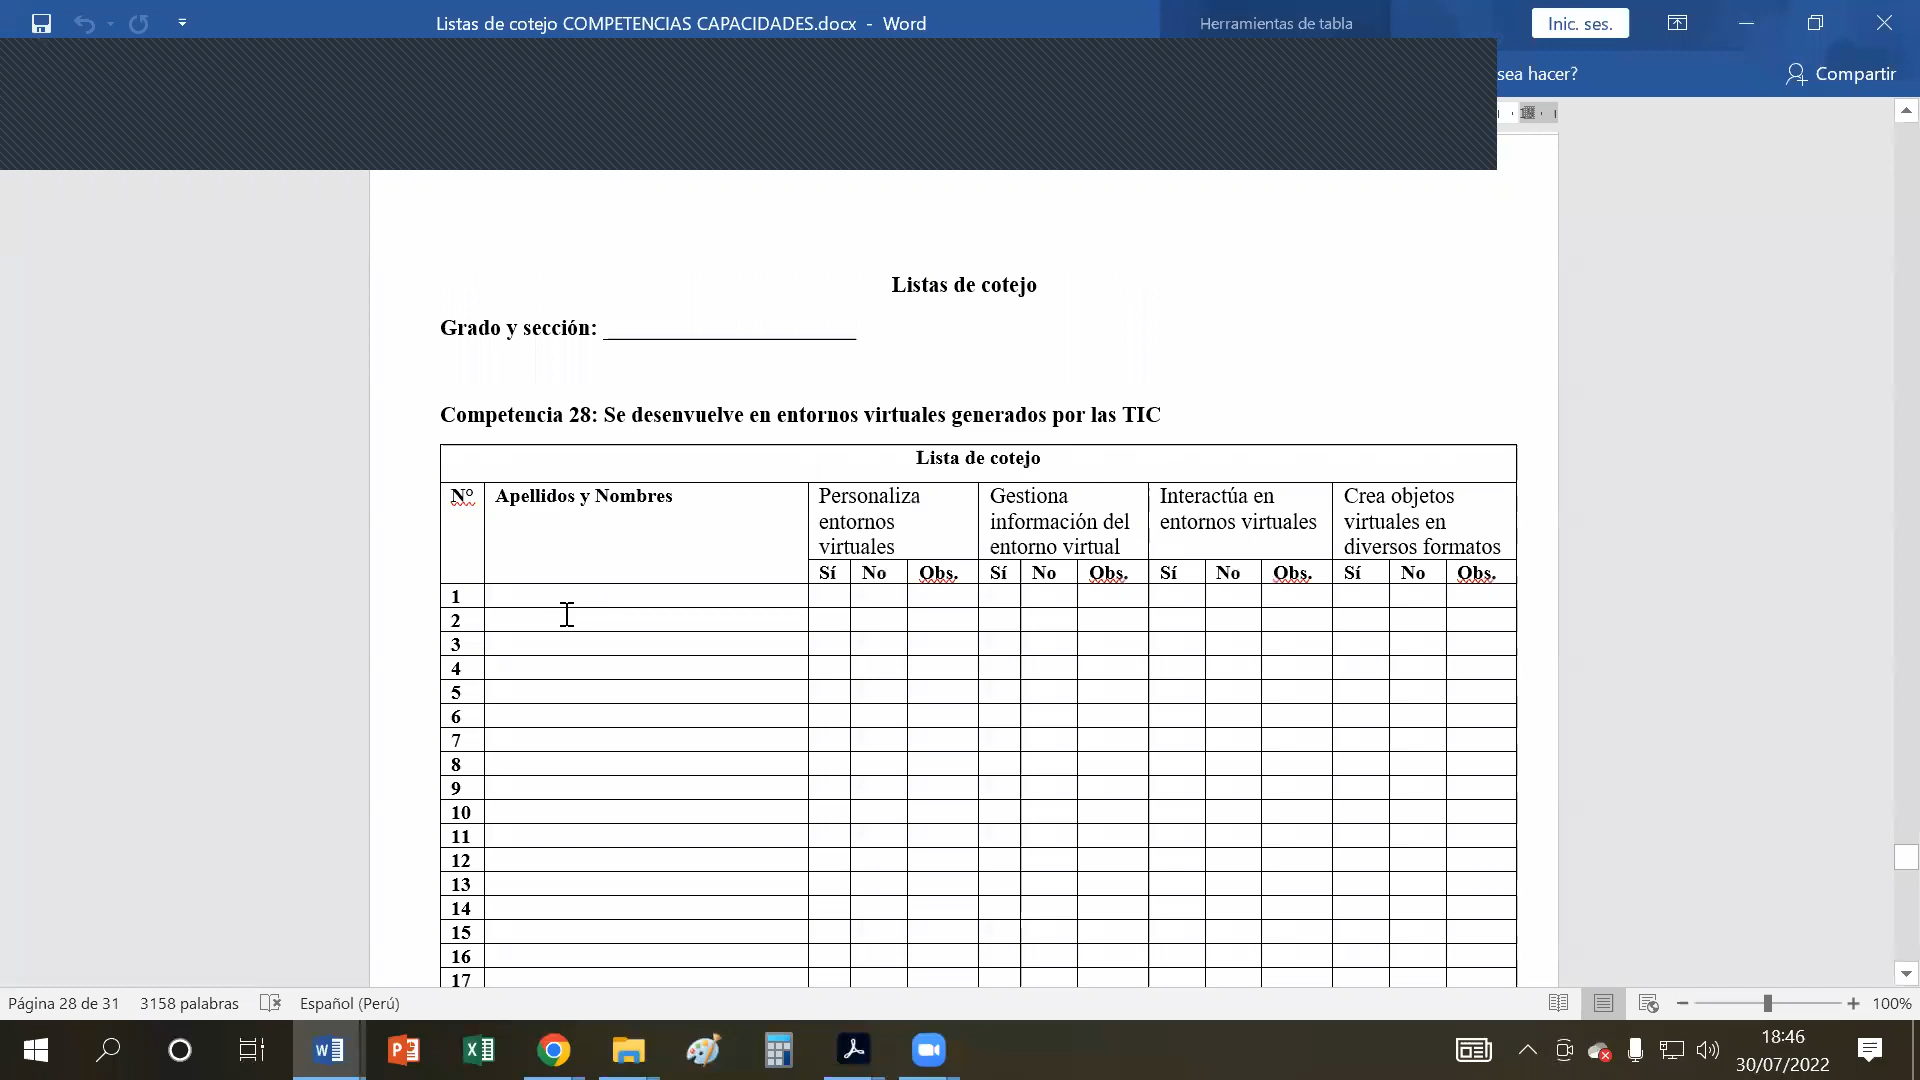 Listas de cotejo COMPETENCIAS CAPACIDADES.docx - Word
Herramientas de tabla
Inic. ses.
sea hacer?
Compartir
Listas de cotejo
Grado y sección: _______________________
Competencia 28: Se desenvuelve en entornos virtuales generados por las TIC
Lista de cotejo
N° Apellidos y Nombres
Personaliza entornos virtuales
Gestiona información del entorno virtual
Interactúa en entornos virtuales
Crea objetos virtuales en diversos formatos
Sí No Obs. Sí No Obs. Sí No Obs. Sí No Obs.
1
2
3
4
5
6
7
8
9
10
11
12
13
14
15
16
17
Página 28 de 31 3158 palabras Español (Perú)
100%
18:46
30/07/2022